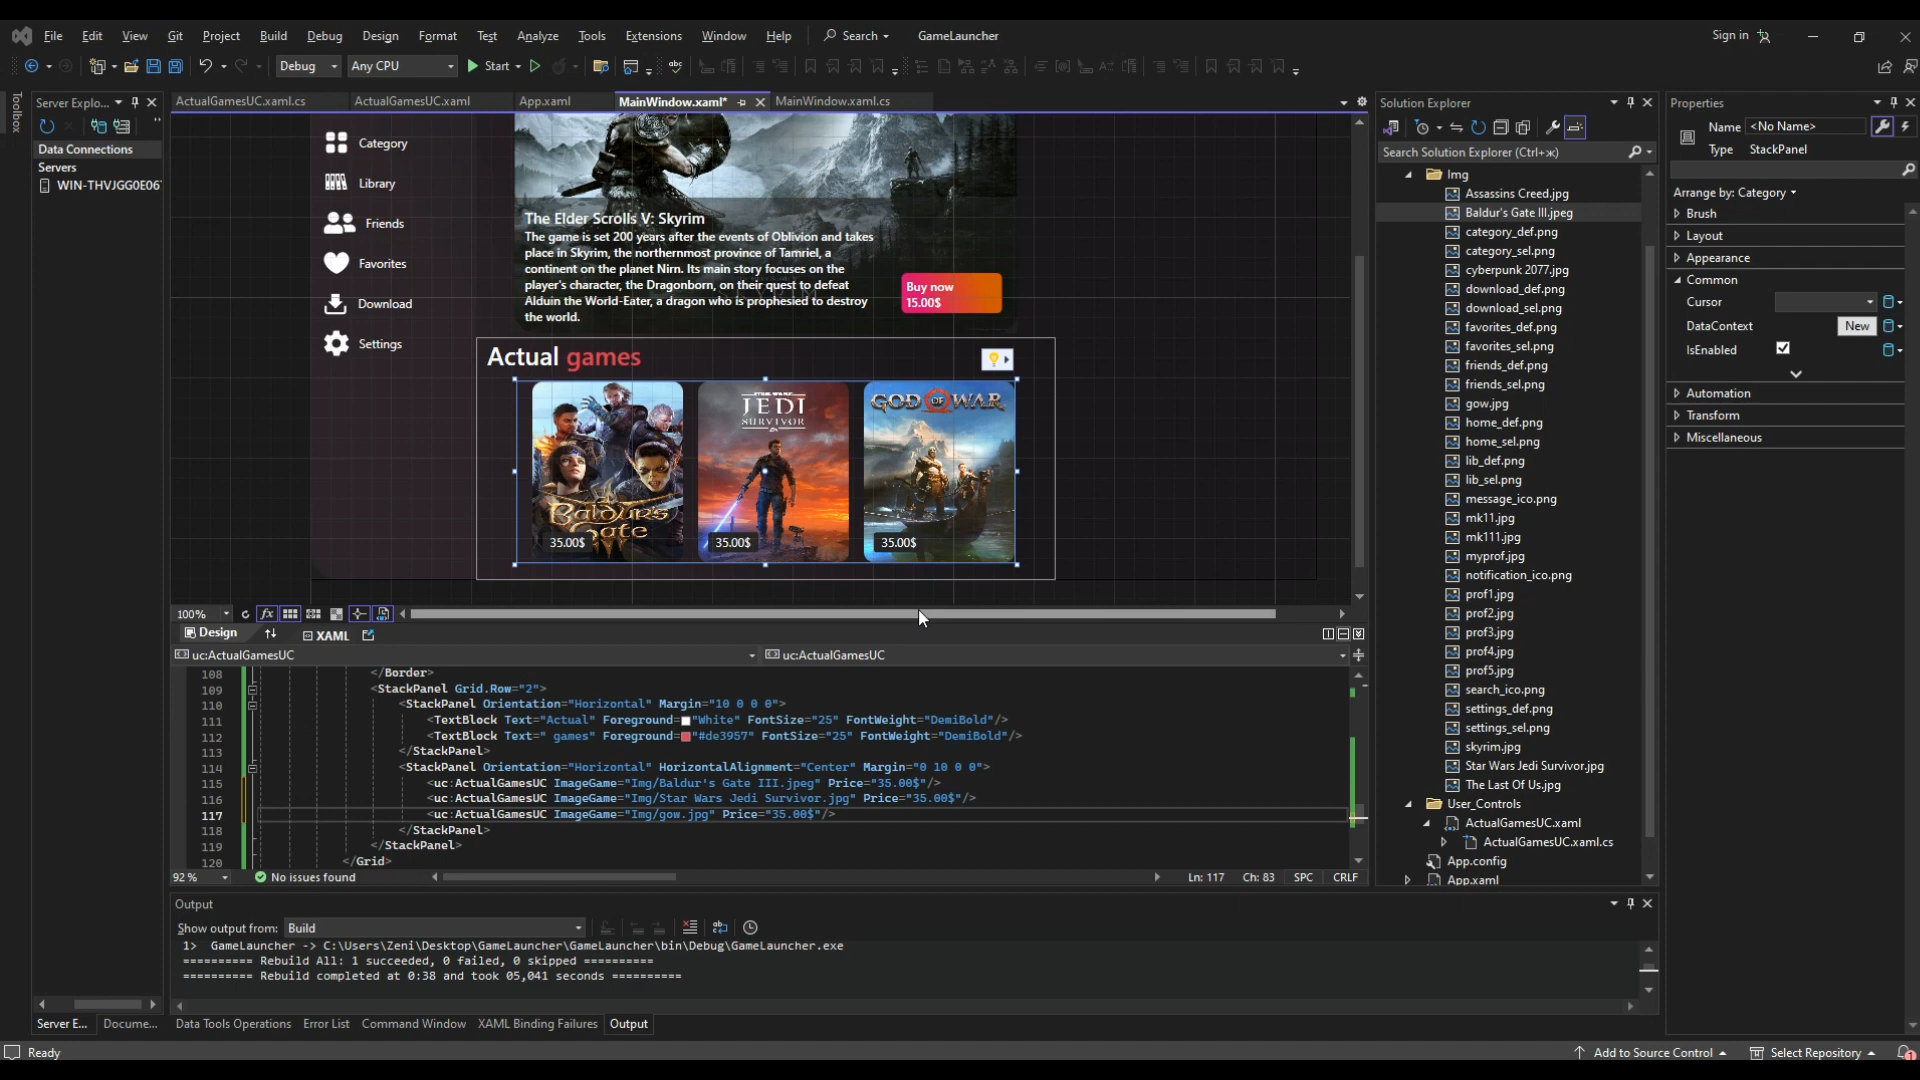 File Edit View Git Project Build Debug Design Format Test Analyze Tools Extensions Window Help Search GameLauncher Sign in
Debug Any CPU Start
Toolbox
Server Explo...
Data Connections
Servers
WIN-THVJGG0E06
ActualGamesUC.xaml.cs ActualGamesUC.xaml App.xaml MainWindow.xaml* MainWindow.xaml.cs
Category
Library
Friends
Favorites
Download
Settings
The Elder Scrolls V: Skyrim
The game is set 200 years after the events of Oblivion and takes
place in Skyrim, the northernmost province of Tamriel, a
continent on the planet Nirn. Its main story focuses on the
player's character, the Dragonborn, on their quest to defeat
Alduin the World-Eater, a dragon who is prophesied to destroy
the world.
Buy now
15.00$
Actual games
Baldur's
Gate
35.00$
STAR WARS
JEDI
SURVIVOR
35.00$
GOD OF WAR
35.00$
100%
Design XAML
uc:ActualGamesUC uc:ActualGamesUC
108 </Border>
109 <StackPanel Grid.Row="2">
110 <StackPanel Orientation="Horizontal" Margin="10 0 0 0">
111 <TextBlock Text="Actual" Foreground="White" FontSize="25" FontWeight="DemiBold"/>
112 <TextBlock Text=" games" Foreground="#de3957" FontSize="25" FontWeight="DemiBold"/>
113 </StackPanel>
114 <StackPanel Orientation="Horizontal" HorizontalAlignment="Center" Margin="0 10 0 0">
115 <uc:ActualGamesUC ImageGame="Img/Baldur's Gate III.jpeg" Price="35.00$"/>
116 <uc:ActualGamesUC ImageGame="Img/Star Wars Jedi Survivor.jpg" Price="35.00$"/>
117 <uc:ActualGamesUC ImageGame="Img/gow.jpg" Price="35.00$"/>
118 </StackPanel>
119 </StackPanel>
120 </Grid>
92 % No issues found Ln: 117 Ch: 83 SPC CRLF
Output
Show output from: Build
1> GameLauncher -> C:\Users\Zeni\Desktop\GameLauncher\GameLauncher\bin\Debug\GameLauncher.exe
========== Rebuild All: 1 succeeded, 0 failed, 0 skipped ==========
========== Rebuild completed at 0:38 and took 05,041 seconds ==========
Server E... Docume... Data Tools Operations Error List Command Window XAML Binding Failures Output
Solution Explorer
Search Solution Explorer (Ctrl+ж)
Img
Assassins Creed.jpg
Baldur's Gate III.jpeg
category_def.png
category_sel.png
cyberpunk 2077.jpg
download_def.png
download_sel.png
favorites_def.png
favorites_sel.png
friends_def.png
friends_sel.png
gow.jpg
home_def.png
home_sel.png
lib_def.png
lib_sel.png
message_ico.png
mk11.jpg
mk111.jpg
myprof.jpg
notification_ico.png
prof1.jpg
prof2.jpg
prof3.jpg
prof4.jpg
prof5.jpg
search_ico.png
settings_def.png
settings_sel.png
skyrim.jpg
Star Wars Jedi Survivor.jpg
The Last Of Us.jpg
User_Controls
ActualGamesUC.xaml
ActualGamesUC.xaml.cs
App.config
App.xaml
Properties
Name <No Name>
Type StackPanel
Arrange by: Category
Brush
Layout
Appearance
Common
Cursor
DataContext New
IsEnabled
Automation
Transform
Miscellaneous
Ready Add to Source Control Select Repository 1